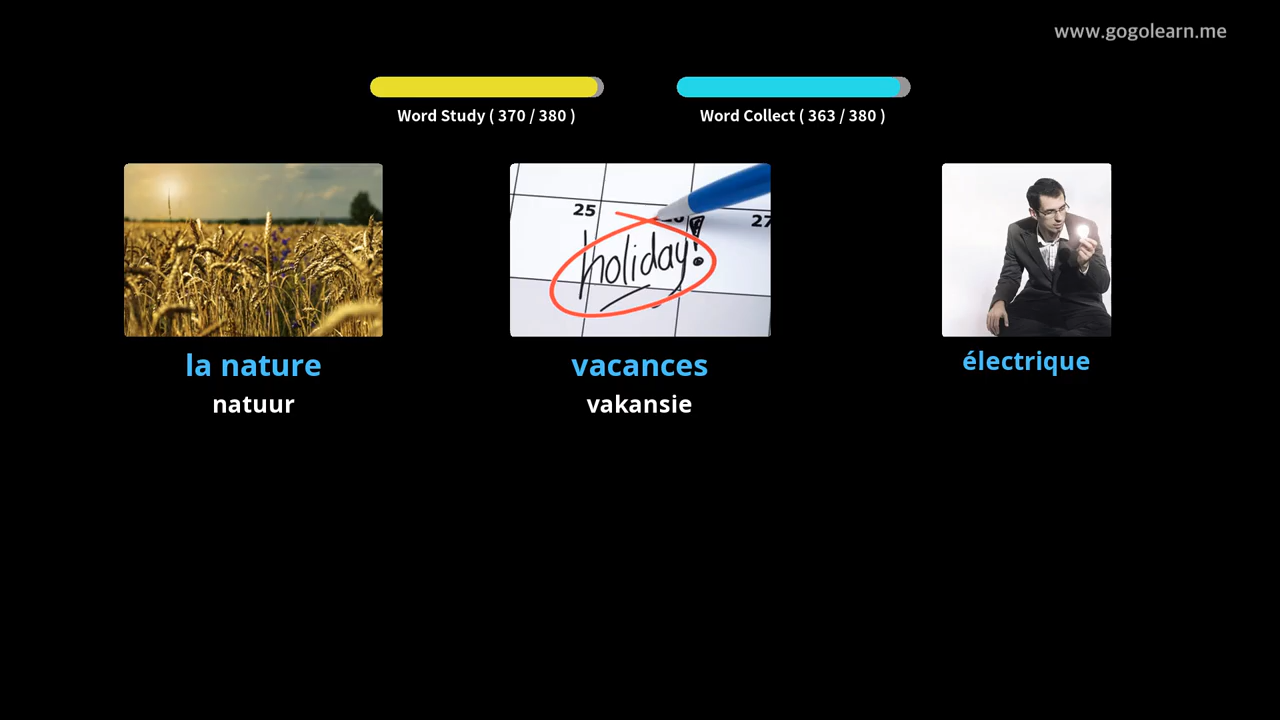 www.gogolearn.me
Word Study ( 370 / 380 )
Word Collect ( 363 / 380 )
25
27
holiday!
la nature
vacances
électrique
natuur
vakansie